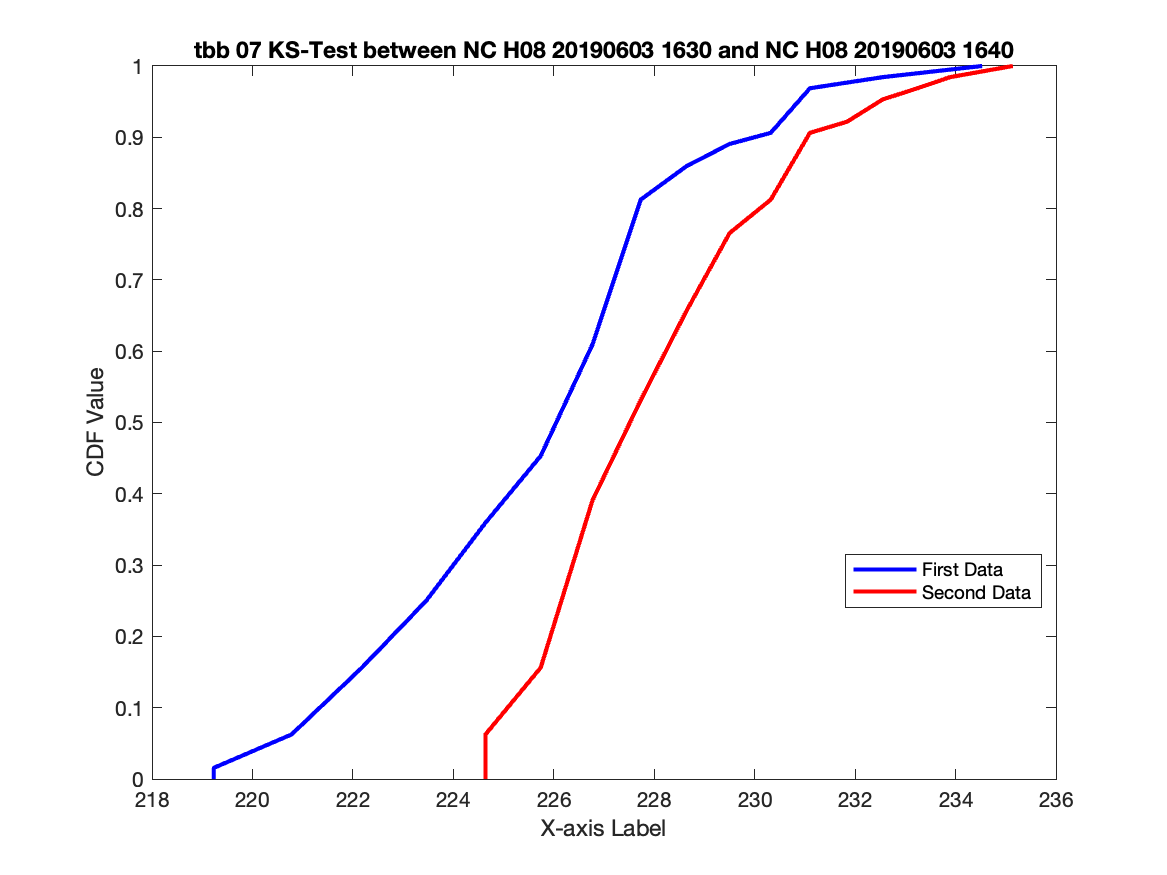 tbb 07 KS-Test between NC H08 20190603 1630 and NC H08 20190603 1640
1
0.9
0.8
0.7
0.6
0.5
0.4
0.3
0.2
0.1
0
CDF Value
First Data
Second Data
218 220 222 224 226 228 230 232 234 236
X-axis Label